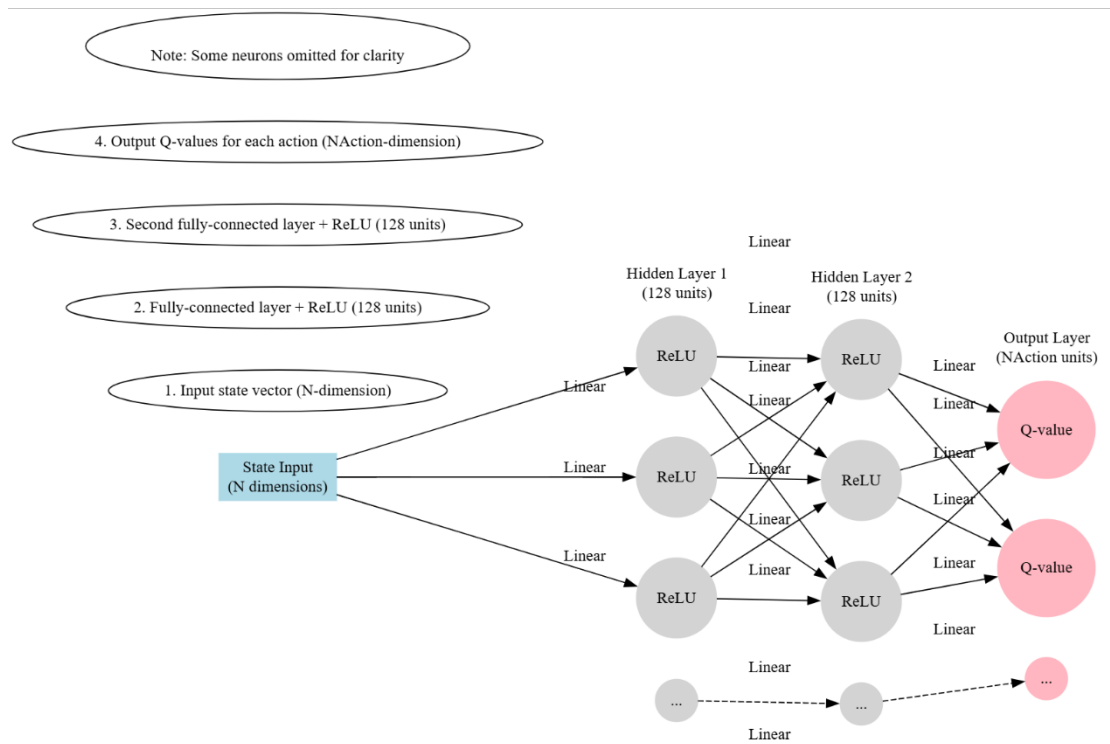 Note: Some neurons omitted for clarity
4. Output Q-values for each action (NAction-dimension)
3. Second fully-connected layer + ReLU (128 units)
2. Fully-connected layer + ReLU (128 units)
1. Input state vector (N-dimension)
State Input
(N dimensions)
Linear
Linear
Linear
Hidden Layer 1
(128 units)
ReLU
ReLU
ReLU
...
Linear
Linear
Linear
Linear
Linear
Linear
Linear
Linear
Linear
Hidden Layer 2
(128 units)
ReLU
ReLU
ReLU
...
Linear
Linear
Linear
Linear
Linear
Linear
Output Layer
(NAction units)
Q-value
Q-value
...